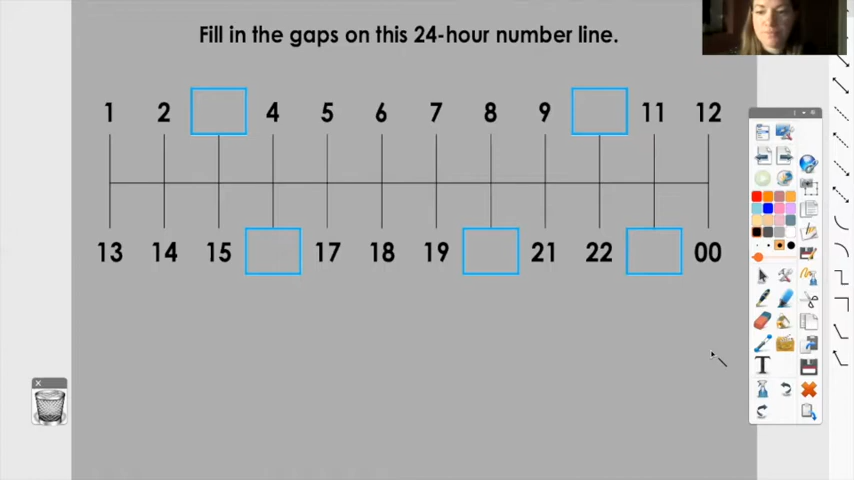 Fill in the gaps on this 24-hour number line.
1 2 4 5 6 7 8 9 11 12
13 14 15 17 18 19 21 22 00
T